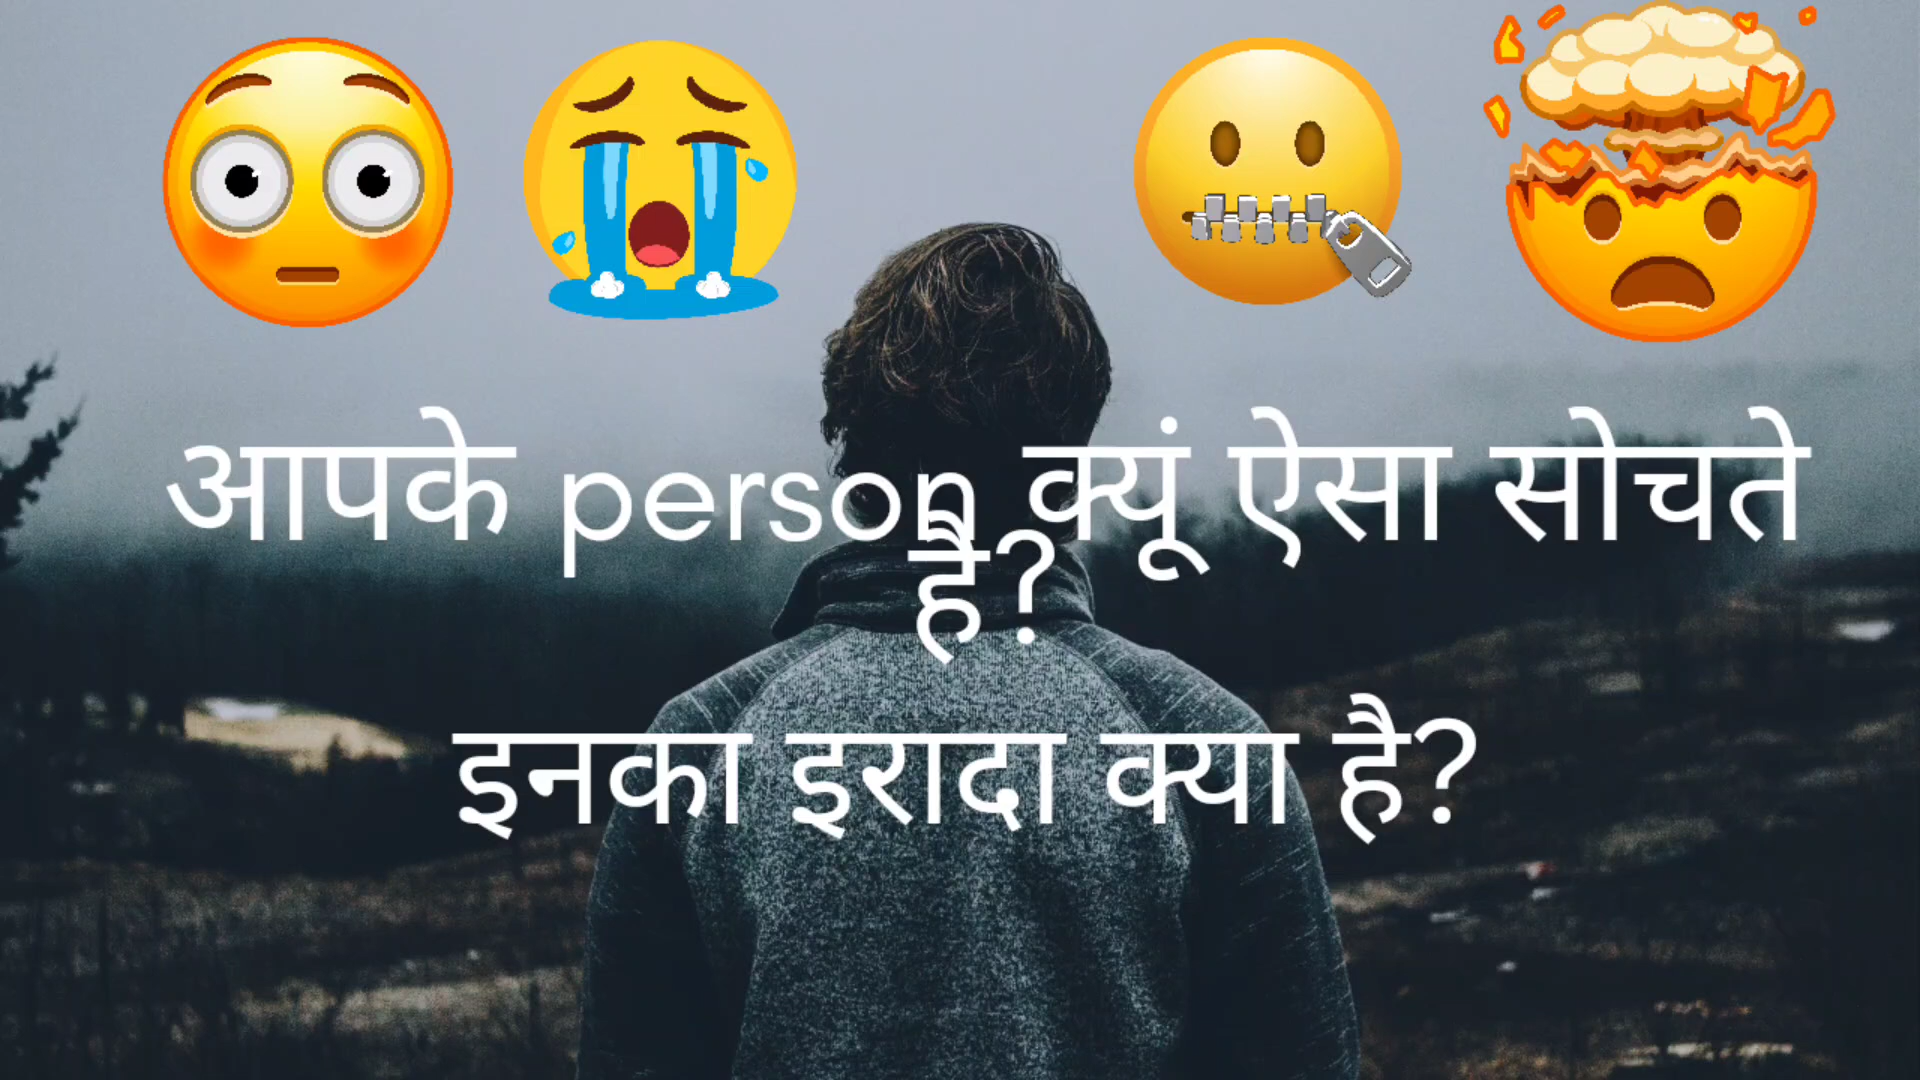 आपके person क्यूं ऐसा सोचते
है?
इनका इरादा क्या है?